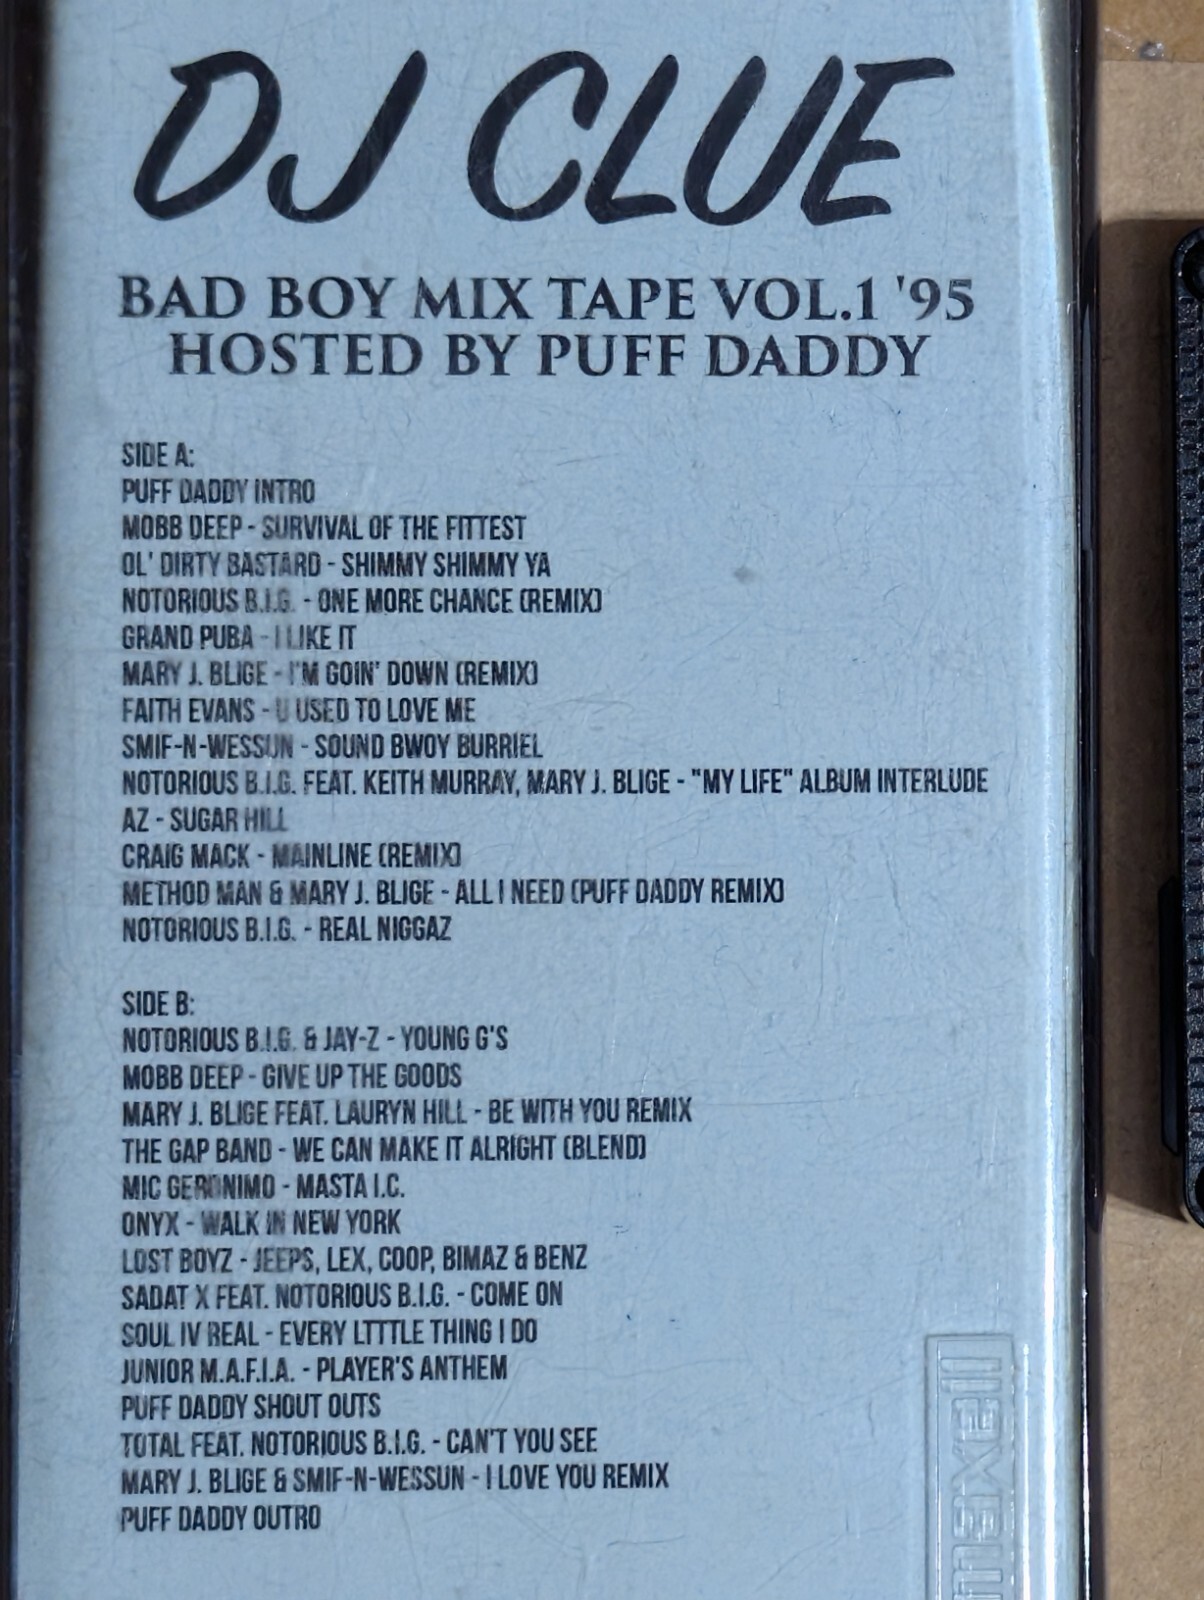 DJ CLUE
BAD BOY MIX TAPE VOL.1 '95
HOSTED BY PUFF DADDY
SIDE A:
PUFF DADDY INTRO
MOBB DEEP - SURVIVAL OF THE FITTEST
OL' DIRTY BASTARD - SHIMMY SHIMMY YA
NOTORIOUS B.I.G. - ONE MORE CHANCE (REMIX)
GRAND PUBA - I LIKE IT
MARY J. BLIGE - I'M GOIN' DOWN (REMIX)
FAITH EVANS - U USED TO LOVE ME
SMIF-N-WESSUN - SOUND BWOY BURRIEL
NOTORIOUS B.I.G. FEAT. KEITH MURRAY, MARY J. BLIGE - "MY LIFE" ALBUM INTERLUDE
AZ - SUGAR HILL
CRAIG MACK - MAINLINE (REMIX)
METHOD MAN & MARY J. BLIGE - ALL I NEED (PUFF DADDY REMIX)
NOTORIOUS B.I.G. - REAL NIGGAZ
SIDE B:
NOTORIOUS B.I.G. & JAY-Z - YOUNG G'S
MOBB DEEP - GIVE UP THE GOODS
MARY J. BLIGE FEAT. LAURYN HILL - BE WITH YOU REMIX
THE GAP BAND - WE CAN MAKE IT ALRIGHT (BLEND)
MIC GERONIMO - MASTA I.C.
ONYX - WALK IN NEW YORK
LOST BOYZ - JEEPS, LEX, COOP, BIMAZ & BENZ
SADAT X FEAT. NOTORIOUS B.I.G. - COME ON
SOUL IV REAL - EVERY LTTTLE THING I DO
JUNIOR M.A.F.I.A. - PLAYER'S ANTHEM
PUFF DADDY SHOUT OUTS
TOTAL FEAT. NOTORIOUS B.I.G. - CAN'T YOU SEE
MARY J. BLIGE & SMIF-N-WESSUN - I LOVE YOU REMIX
PUFF DADDY OUTRO
maxell